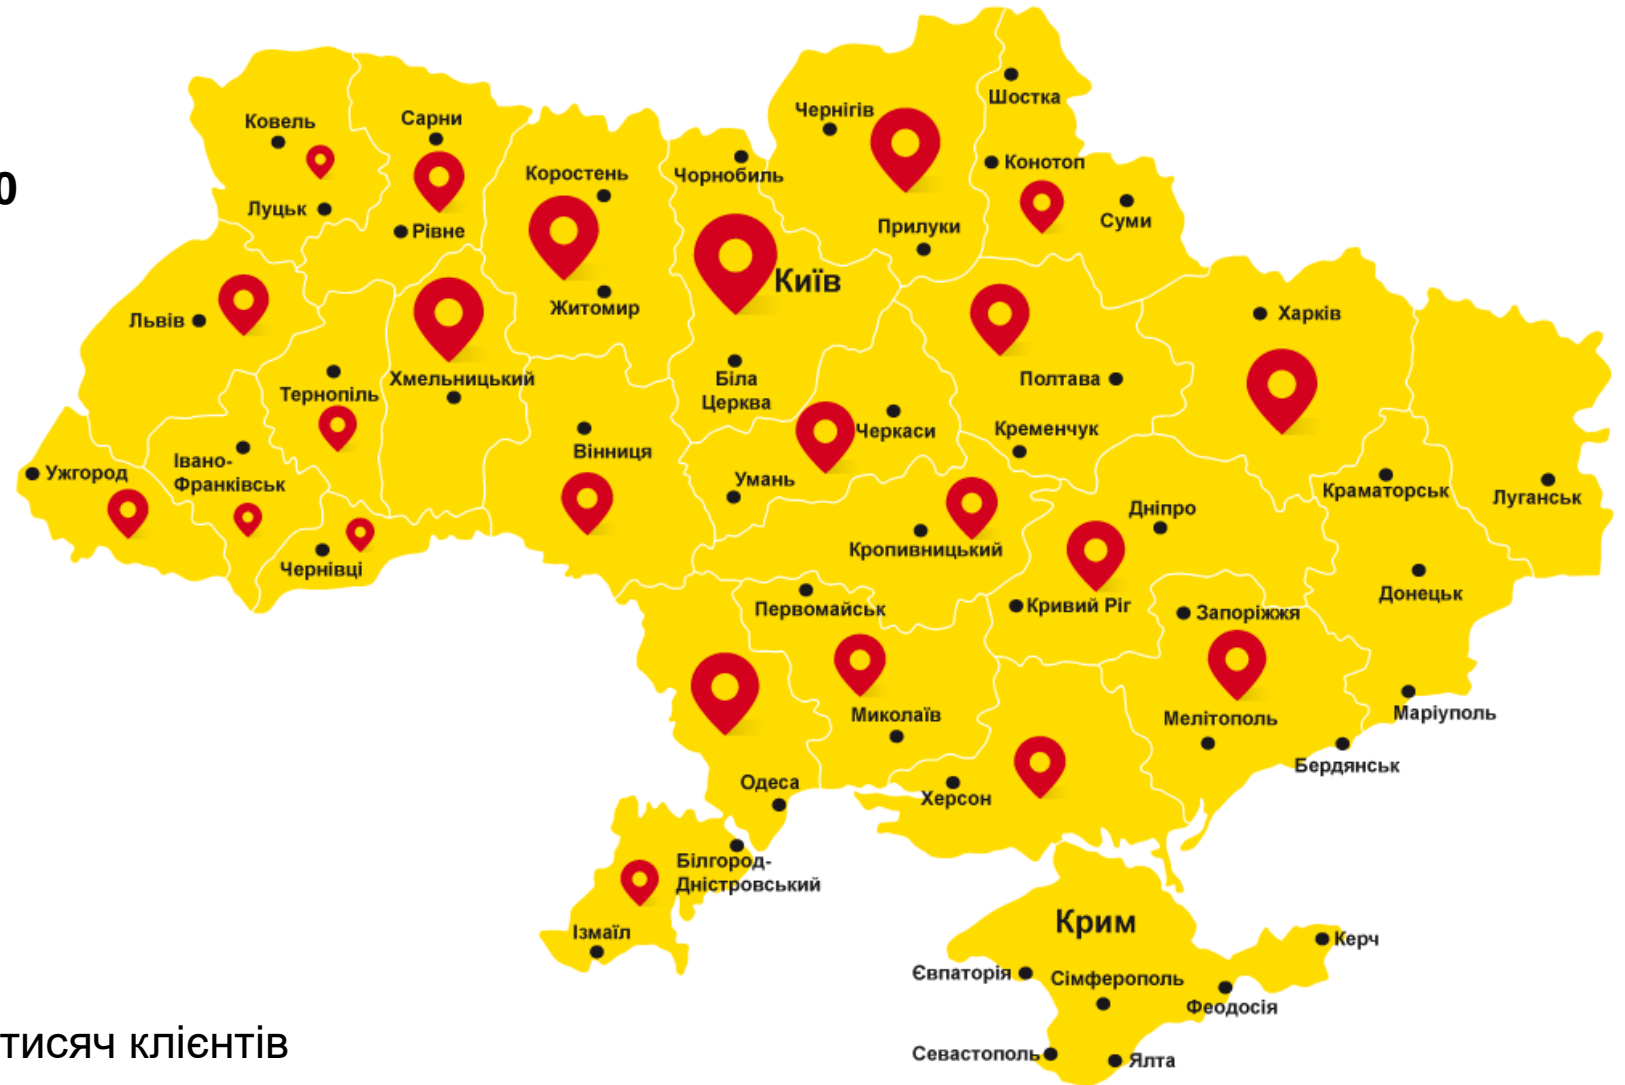 Шостка
Чернігів
Сарни
Ковель
Конотоп
Коростень
Чорнобиль
0
Луцьк
Суми
Прилуки
Рівне
Київ
Житомир
Харків
Львів
Хмельницький
Полтава
Біла
Церква
Тернопіль
Черкаси
Кременчук
Вінниця
Івано-
Франківськ
Ужгород
Умань
Краматорськ
Луганськ
Дніпро
Кропивницький
Чернівці
Донецьк
Первомайськ
Кривий Ріг
Запоріжжя
Миколаїв
Мелітополь
Маріуполь
Бердянськ
Одеса
Херсон
Білгород-
Дністровський
Ізмаїл
Крим
Керч
Євпаторія
Сімферополь
Феодосія
тисяч клієнтів
Севастополь
Ялта